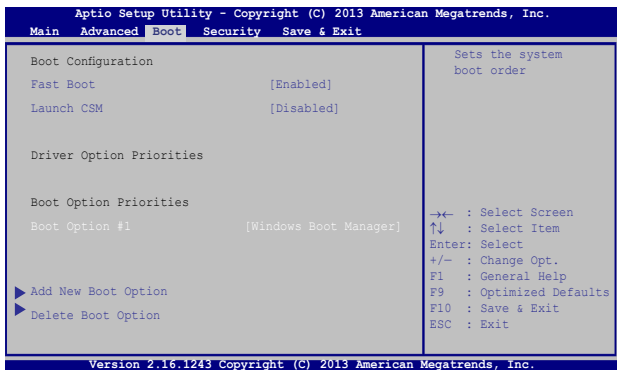 Aptio Setup Utility - Copyright (C) 2013 American Megatrends, Inc.
Main Advanced Boot Security Save & Exit
Boot Configuration
Fast Boot [Enabled]
Launch CSM [Disabled]
Driver Option Priorities
Boot Option Priorities
Boot Option #1 [Windows Boot Manager]
Add New Boot Option
Delete Boot Option
Sets the system
boot order
→← : Select Screen
↑↓ : Select Item
Enter: Select
+/— : Change Opt.
F1 : General Help
F9 : Optimized Defaults
F10 : Save & Exit
ESC : Exit
Version 2.16.1243 Copyright (C) 2013 American Megatrends, Inc.